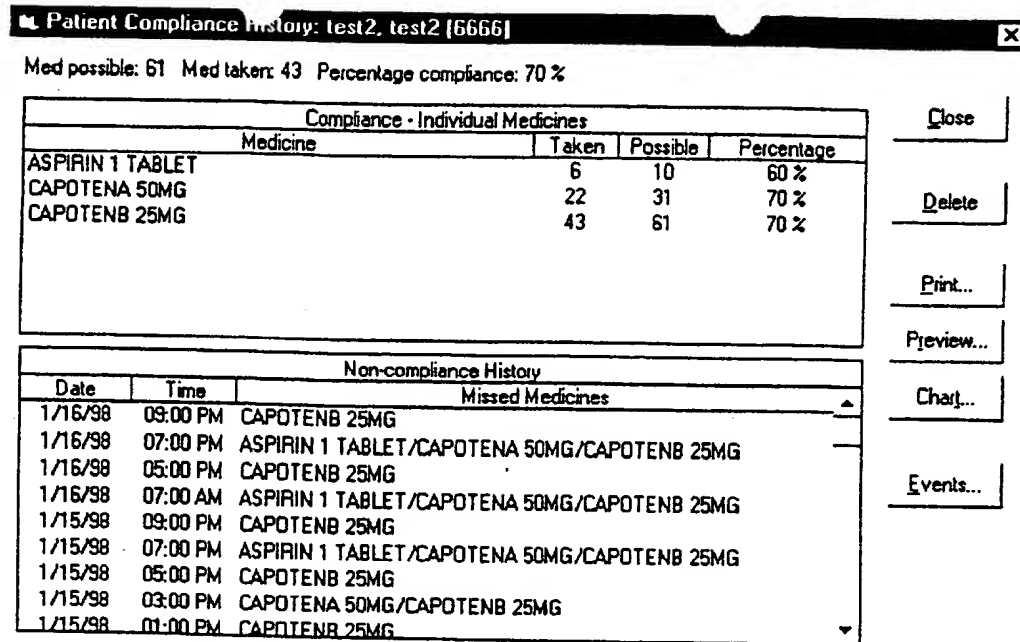 Patient Compliance History: test2, test2 [6666]
Med possible: 61 Med taken: 43 Percentage compliance: 70 %
Compliance - Individual Medicines
Medicine Taken Possible Percentage
ASPIRIN 1 TABLET 6 10 60 %
CAPOTENA 50MG 22 31 70 %
CAPOTENB 25MG 43 61 70 %
Close
Delete
Print...
Preview...
Chart...
Events...
Non-compliance History
Date Time Missed Medicines
1/16/98 09:00 PM CAPOTENB 25MG
1/16/98 07:00 PM ASPIRIN 1 TABLET/CAPOTENA 50MG/CAPOTENB 25MG
1/16/98 05:00 PM CAPOTENB 25MG
1/16/98 07:00 AM ASPIRIN 1 TABLET/CAPOTENA 50MG/CAPOTENB 25MG
1/15/98 09:00 PM CAPOTENB 25MG
1/15/98 07:00 PM ASPIRIN 1 TABLET/CAPOTENA 50MG/CAPOTENB 25MG
1/15/98 05:00 PM CAPOTENB 25MG
1/15/98 03:00 PM CAPOTENA 50MG/CAPOTENB 25MG
1/15/98 01:00 PM CAPOTENB 25MG